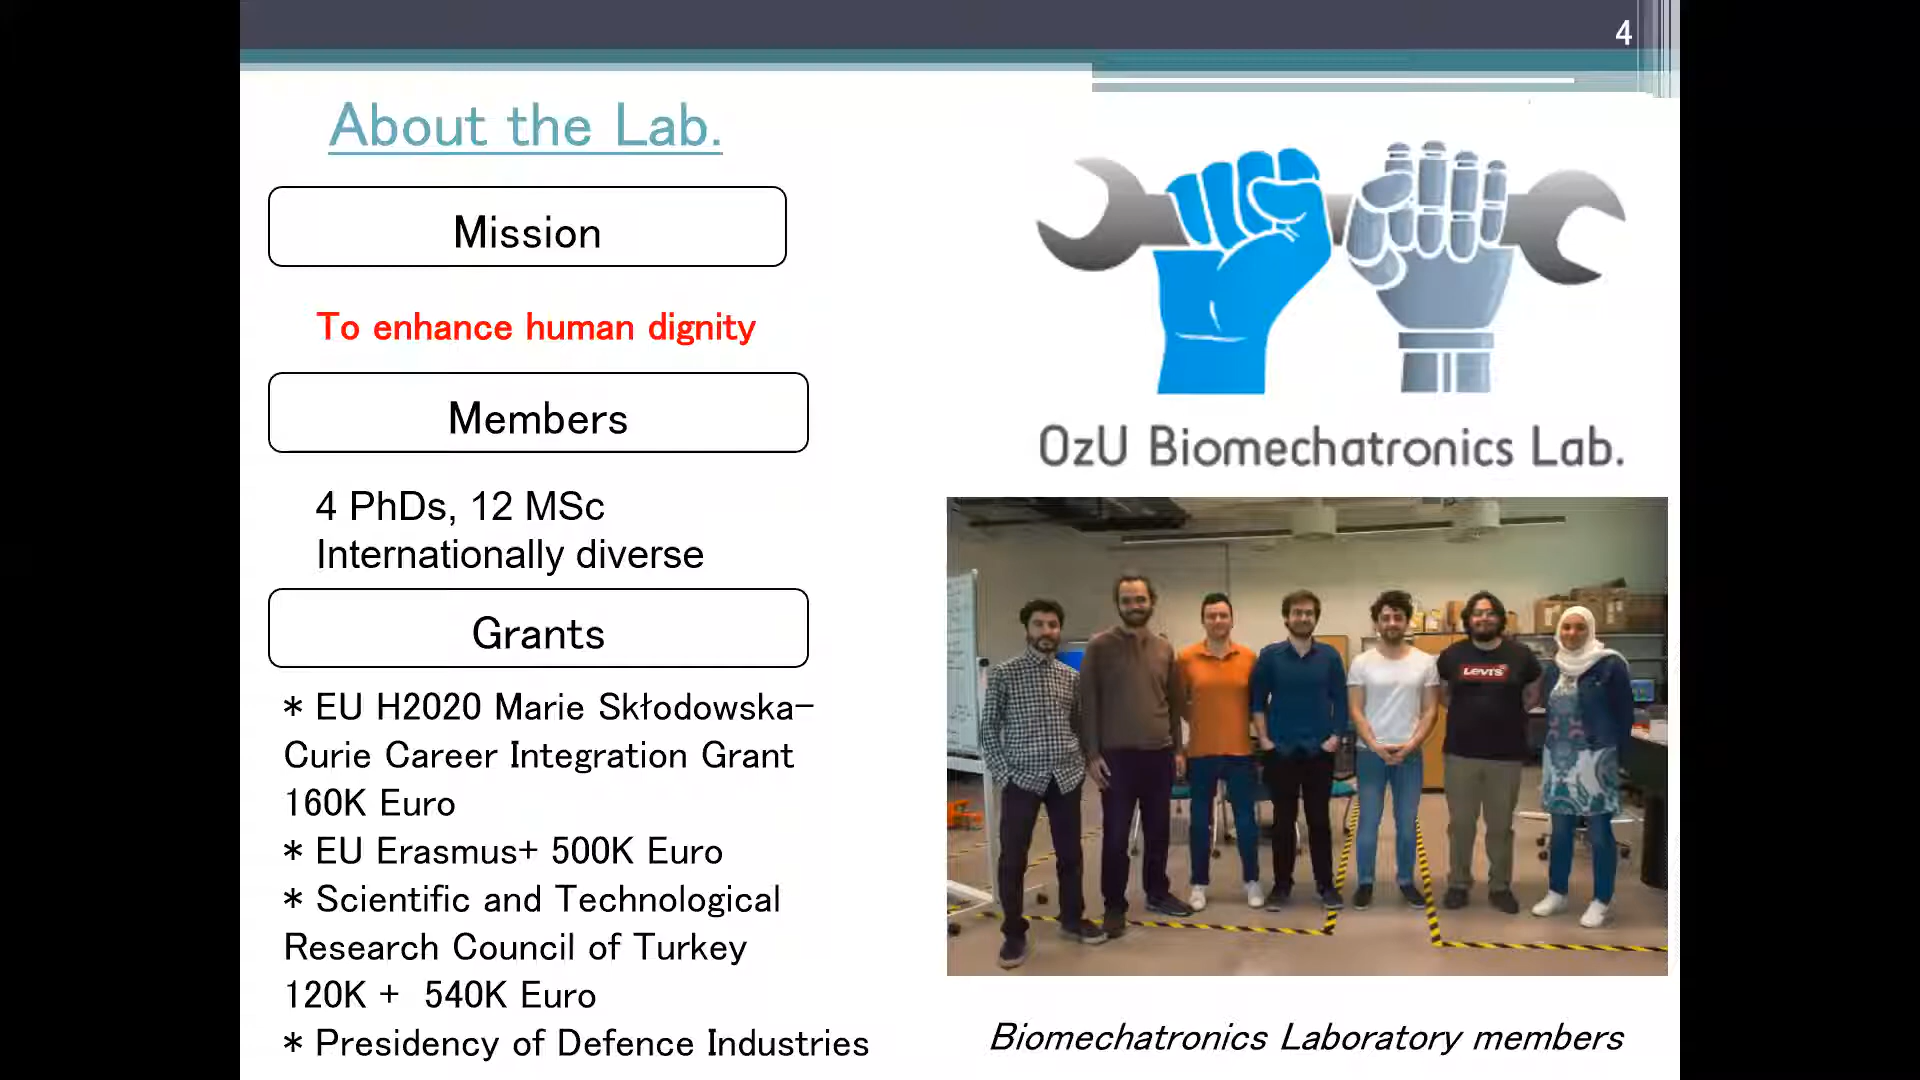 4
About the Lab.
Mission
To enhance human dignity
Members
4 PhDs, 12 MSc
Internationally diverse
Grants
* EU H2020 Marie Skłodowska-
Curie Career Integration Grant
160K Euro
* EU Erasmus+ 500K Euro
* Scientific and Technological
Research Council of Turkey
120K + 540K Euro
* Presidency of Defence Industries
OzU Biomechatronics Lab.
Levi's
Biomechatronics Laboratory members